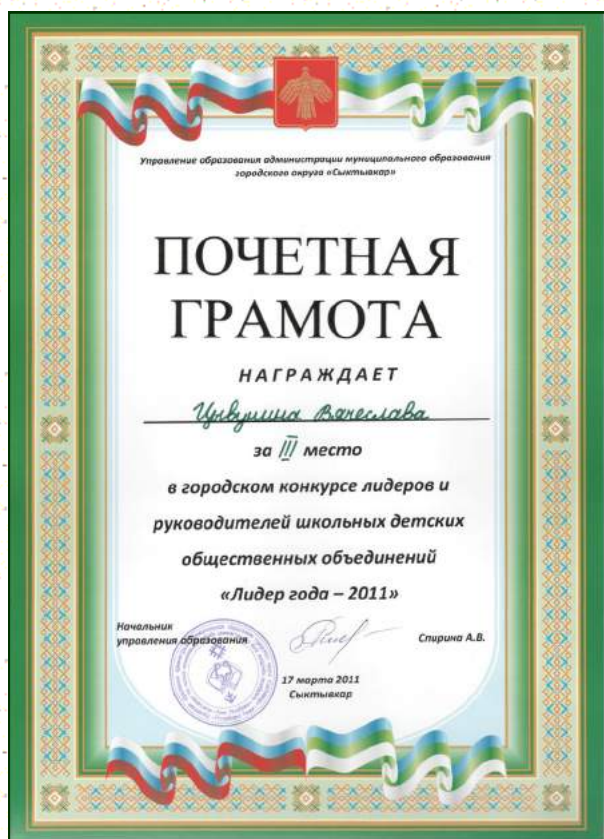 Управление образования администрации муниципального образования
городского округа «Сыктывкар»
ПОЧЕТНАЯ
ГРАМОТА
НАГРАЖДАЕТ
Вячеслава
за III место
в городском конкурсе лидеров и
руководителей школьных детских
общественных объединений
«Лидер года – 2011»
Начальник
управления образования
Спирина А.В.
17 марта 2011
Сыктывкар